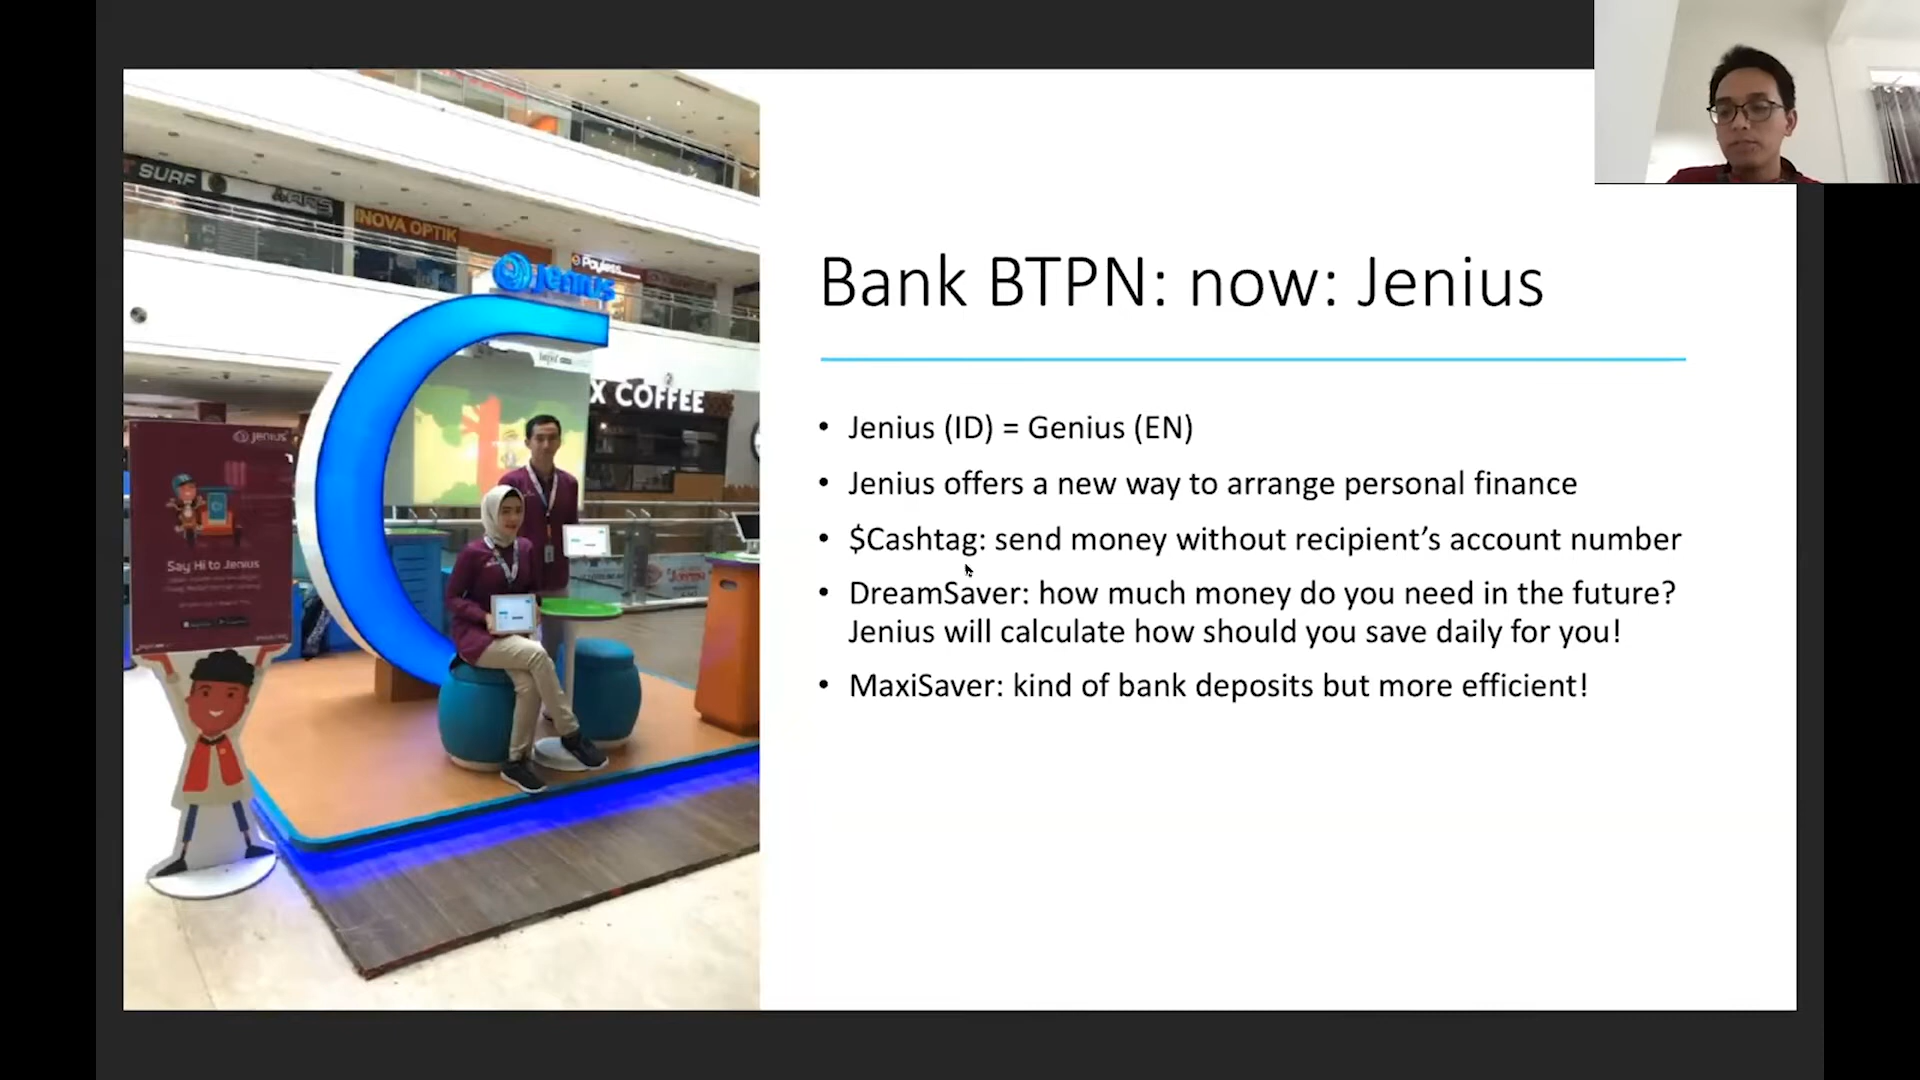 SURF
INOVA OPTIK
Payless
jenius
X COFFEE
jenius
Say Hi to Jenius
Bank BTPN: now: Jenius
• Jenius (ID) = Genius (EN)
• Jenius offers a new way to arrange personal finance
• $Cashtag: send money without recipient’s account number
• DreamSaver: how much money do you need in the future?
Jenius will calculate how should you save daily for you!
• MaxiSaver: kind of bank deposits but more efficient!